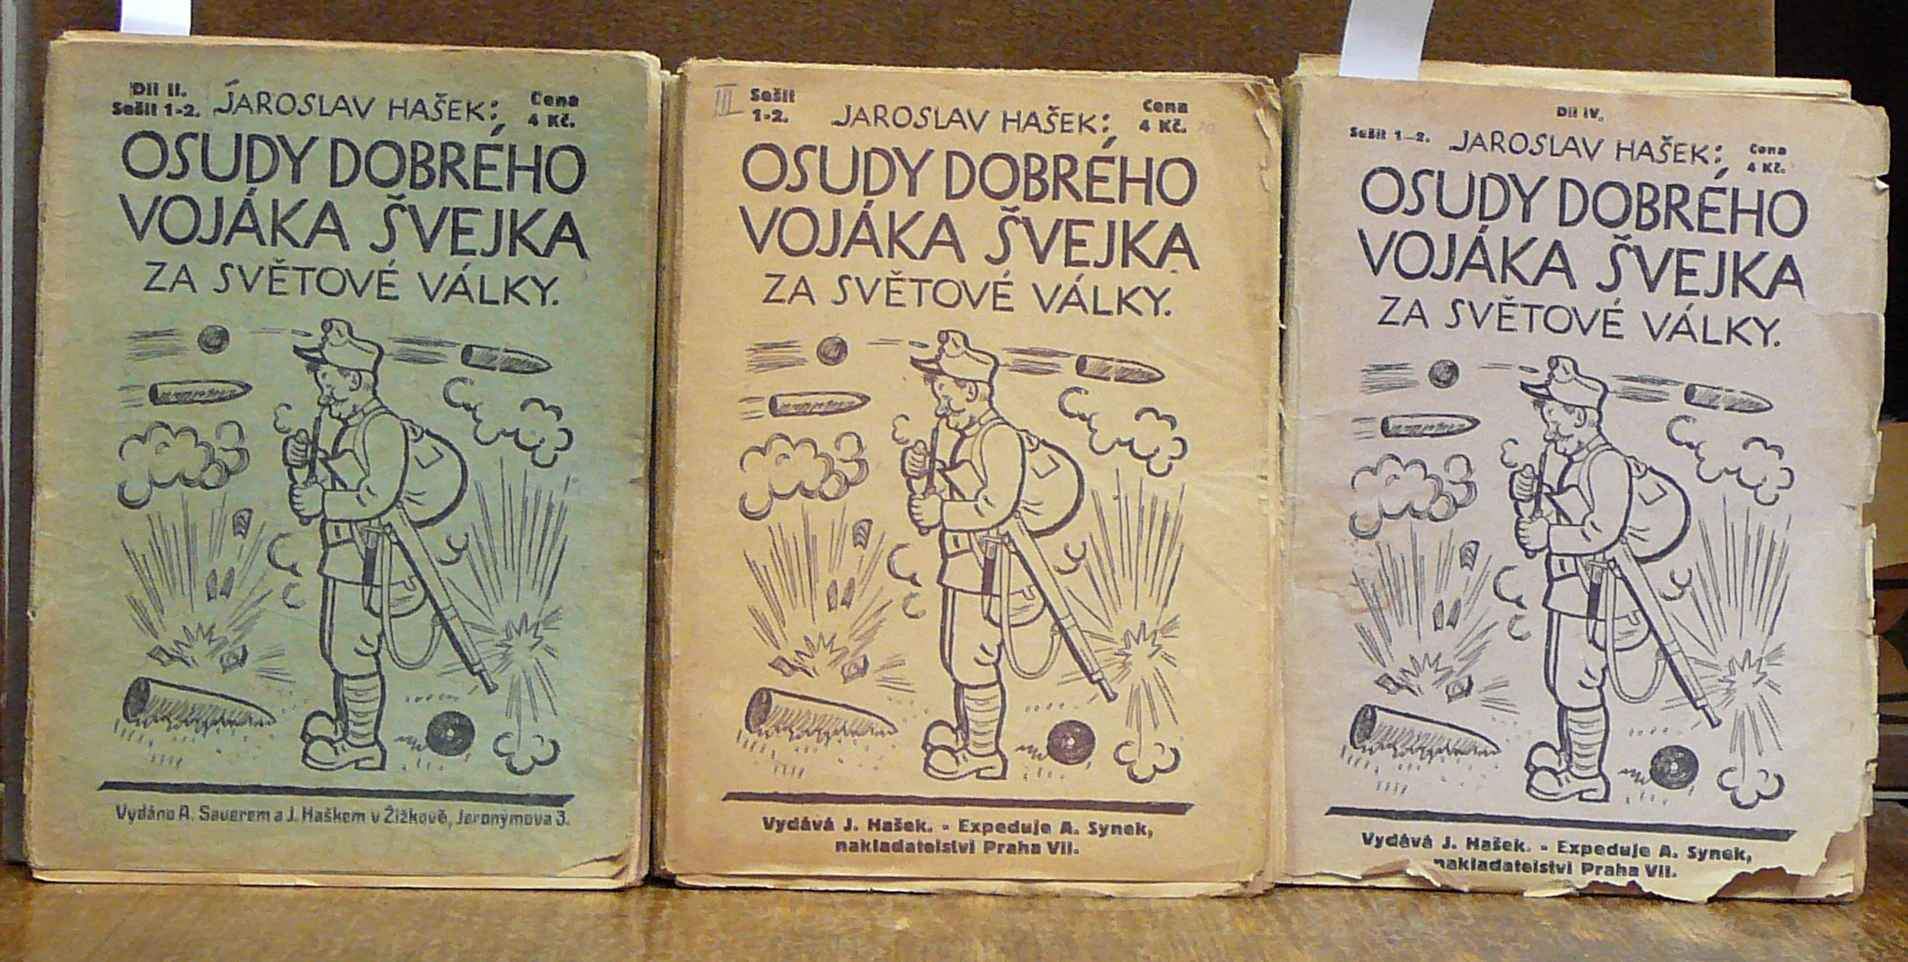 Díl II.
Sešit 1-2.
JAROSLAV HAŠEK:
Cena
4 Kč.
OSUDY DOBRÉHO
VOJÁKA ŠVEJKA
ZA SVĚTOVÉ VÁLKY.
Vydáno A. Sauerem a J. Haškem v Žižkově, Jeronýmova 3.
III
Sešit
1-2.
JAROSLAV HAŠEK:
Cena
4 Kč.
OSUDY DOBRÉHO
VOJÁKA ŠVEJKA
ZA SVĚTOVÉ VÁLKY.
Vydává J. Hašek. - Expeduje A. Synek,
nakladatelství Praha VII.
Díl IV.
Sešit 1-2.
JAROSLAV HAŠEK:
Cena
4 Kč.
OSUDY DOBRÉHO
VOJÁKA ŠVEJKA
ZA SVĚTOVÉ VÁLKY.
Vydává J. Hašek. - Expeduje A. Synek,
nakladatelství Praha VII.